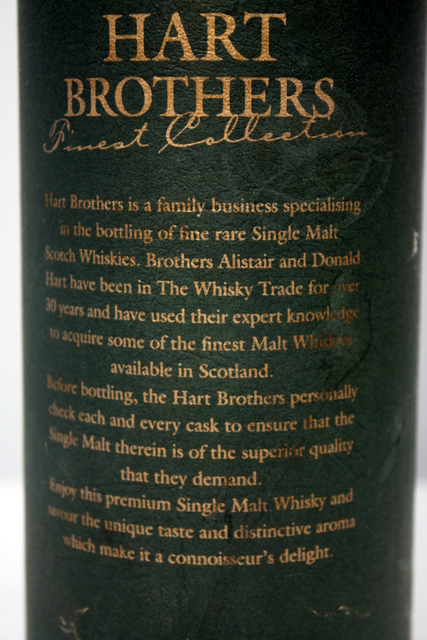 HART
BROTHERS
Finest Collection
Hart Brothers is a family business specialising
in the bottling of fine rare Single Malt
Scotch Whiskies. Brothers Alistair and Donald
Hart have been in The Whisky Trade for over
30 years and have used their expert knowledge
to acquire some of the finest Malt Whiskies
available in Scotland.
Before bottling, the Hart Brothers personally
check each and every cask to ensure that the
Single Malt therein is of the superior quality
that they demand.
Enjoy this premium Single Malt Whisky and
savour the unique taste and distinctive aroma
which make it a connoisseur's delight.